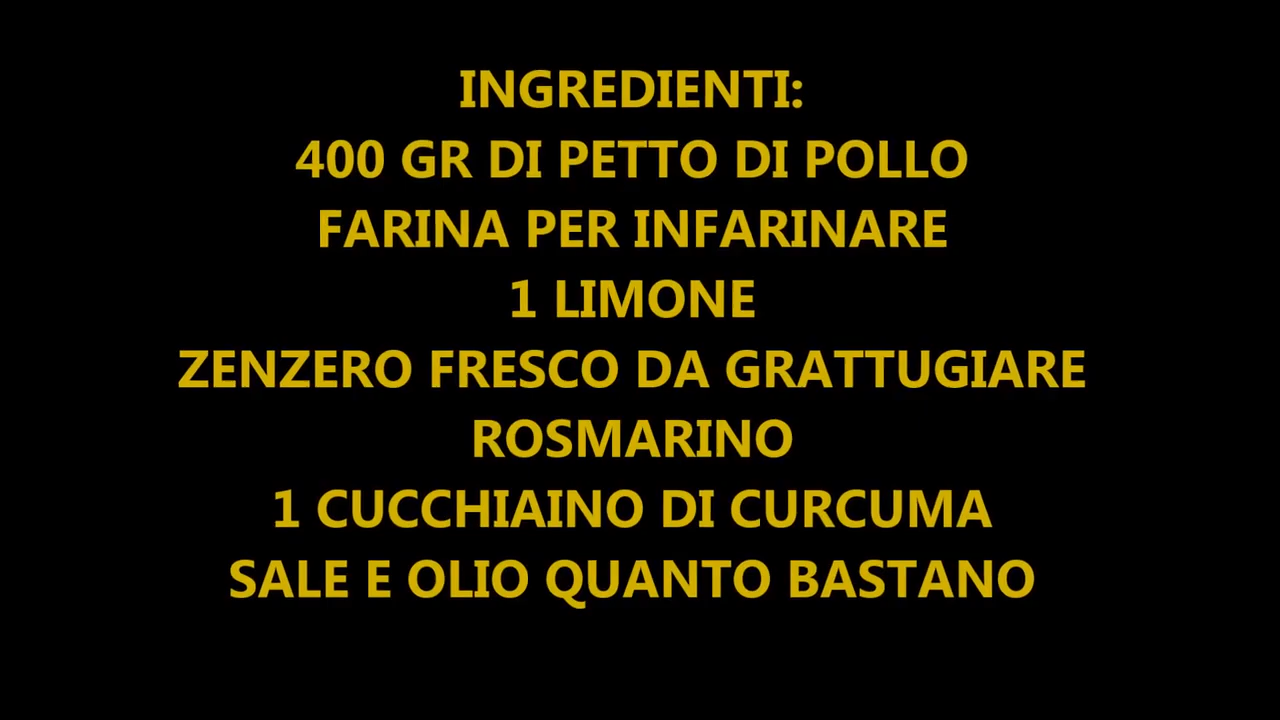 INGREDIENTI:
400 GR DI PETTO DI POLLO
FARINA PER INFARINARE
1 LIMONE
ZENZERO FRESCO DA GRATTUGIARE
ROSMARINO
1 CUCCHIAINO DI CURCUMA
SALE E OLIO QUANTO BASTANO